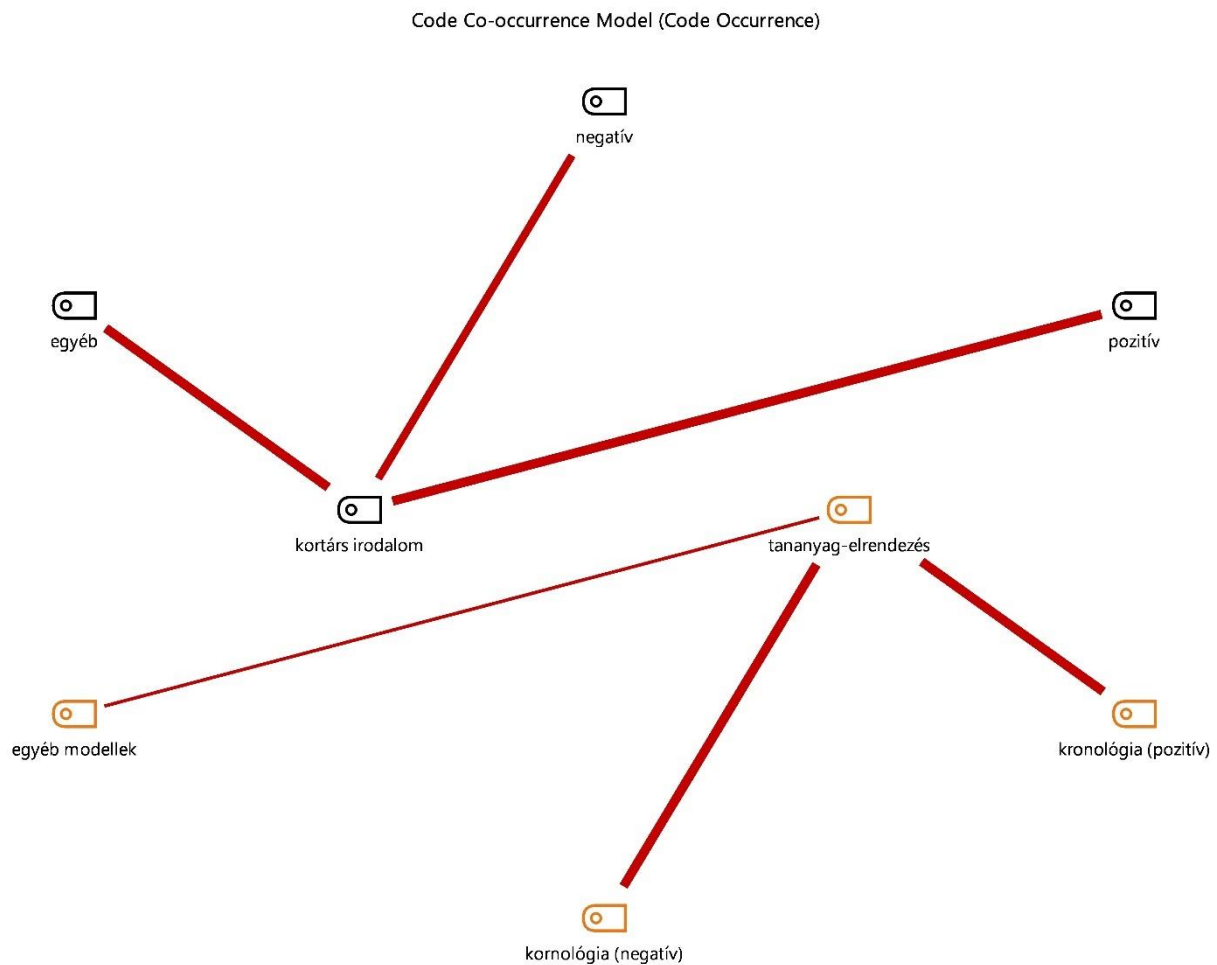 Code Co-occurrence Model (Code Occurrence)
negatív
egyéb
pozitív
kortárs irodalom
tananyag-elrendezés
egyéb modellek
kronológia (pozitív)
kornológia (negatív)